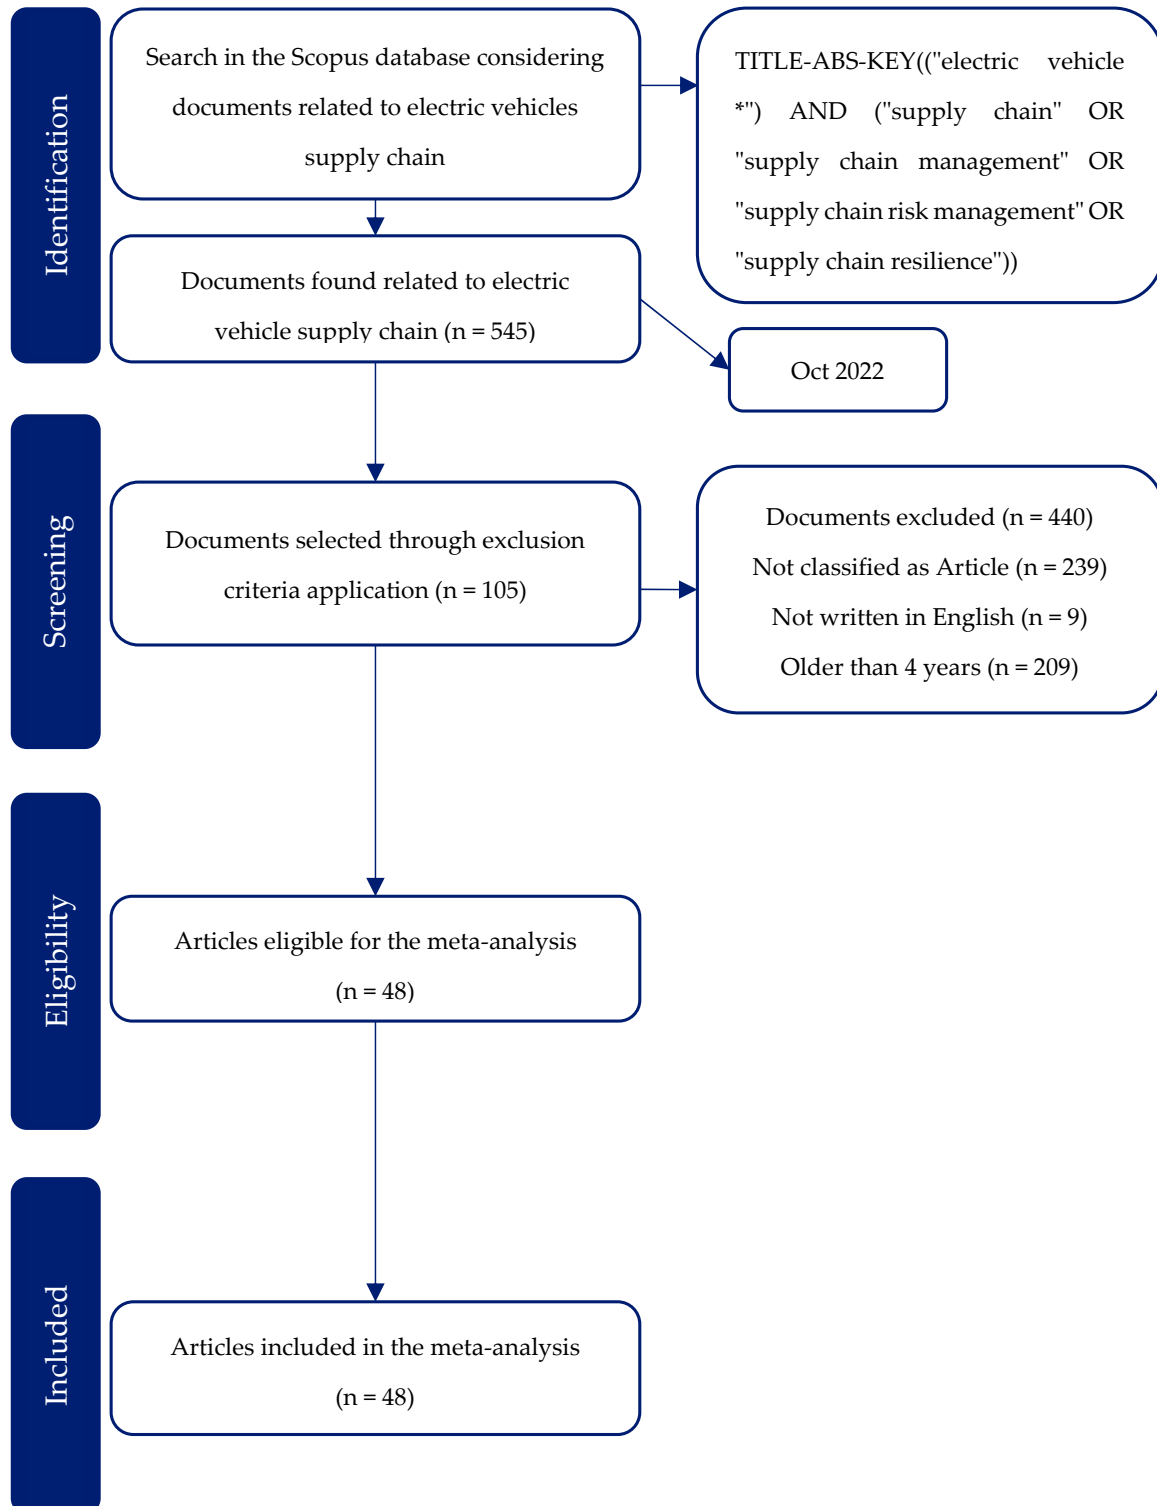 Identification
Search in the Scopus database considering
documents related to electric vehicles
supply chain
TITLE-ABS-KEY(("electric vehicle
*") AND ("supply chain" OR
"supply chain management" OR
"supply chain risk management" OR
"supply chain resilience"))
Documents found related to electric
vehicle supply chain (n = 545)
Oct 2022
Screening
Documents selected through exclusion
criteria application (n = 105)
Documents excluded (n = 440)
Not classified as Article (n = 239)
Not written in English (n = 9)
Older than 4 years (n = 209)
Eligibility
Articles eligible for the meta-analysis
(n = 48)
Included
Articles included in the meta-analysis
(n = 48)